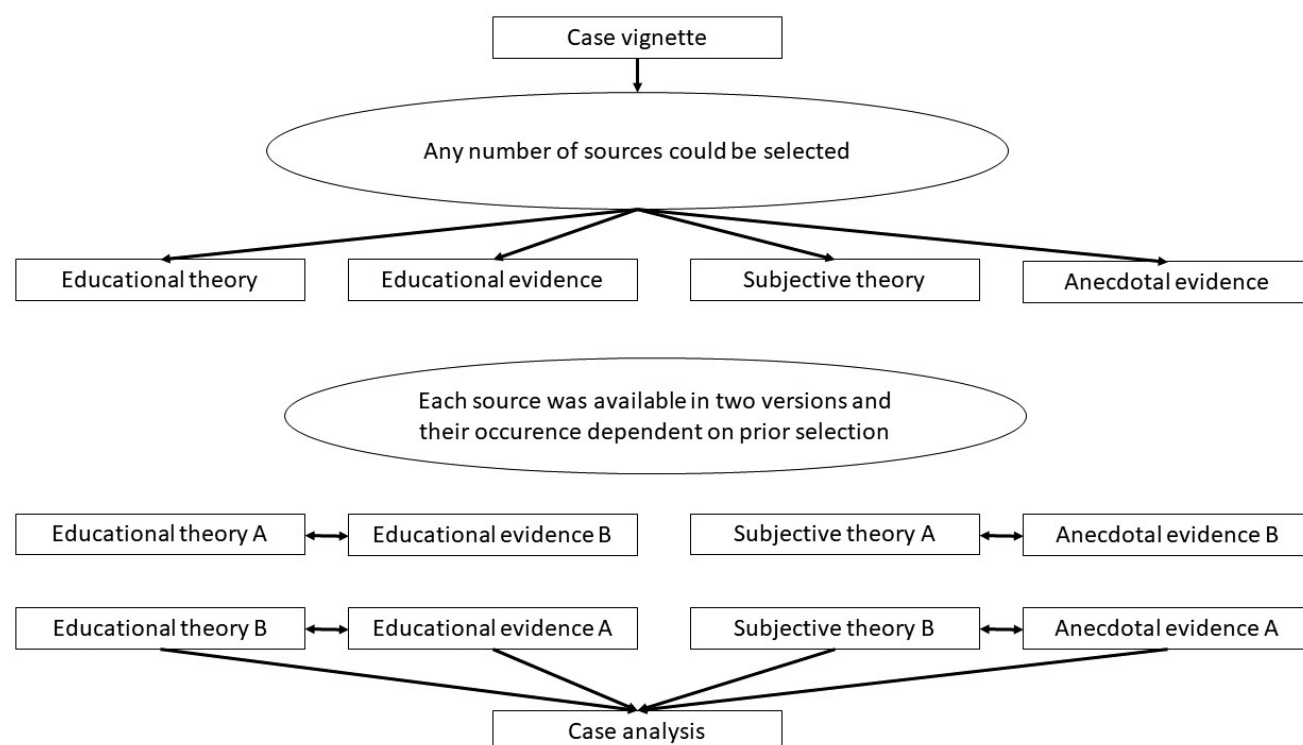 Case vignette
Any number of sources could be selected
Educational theory
Educational evidence
Subjective theory
Anecdotal evidence
Each source was available in two versions and
their occurence dependent on prior selection
Educational theory A
Educational evidence B
Subjective theory A
Anecdotal evidence B
Educational theory B
Educational evidence A
Subjective theory B
Anecdotal evidence A
Case analysis